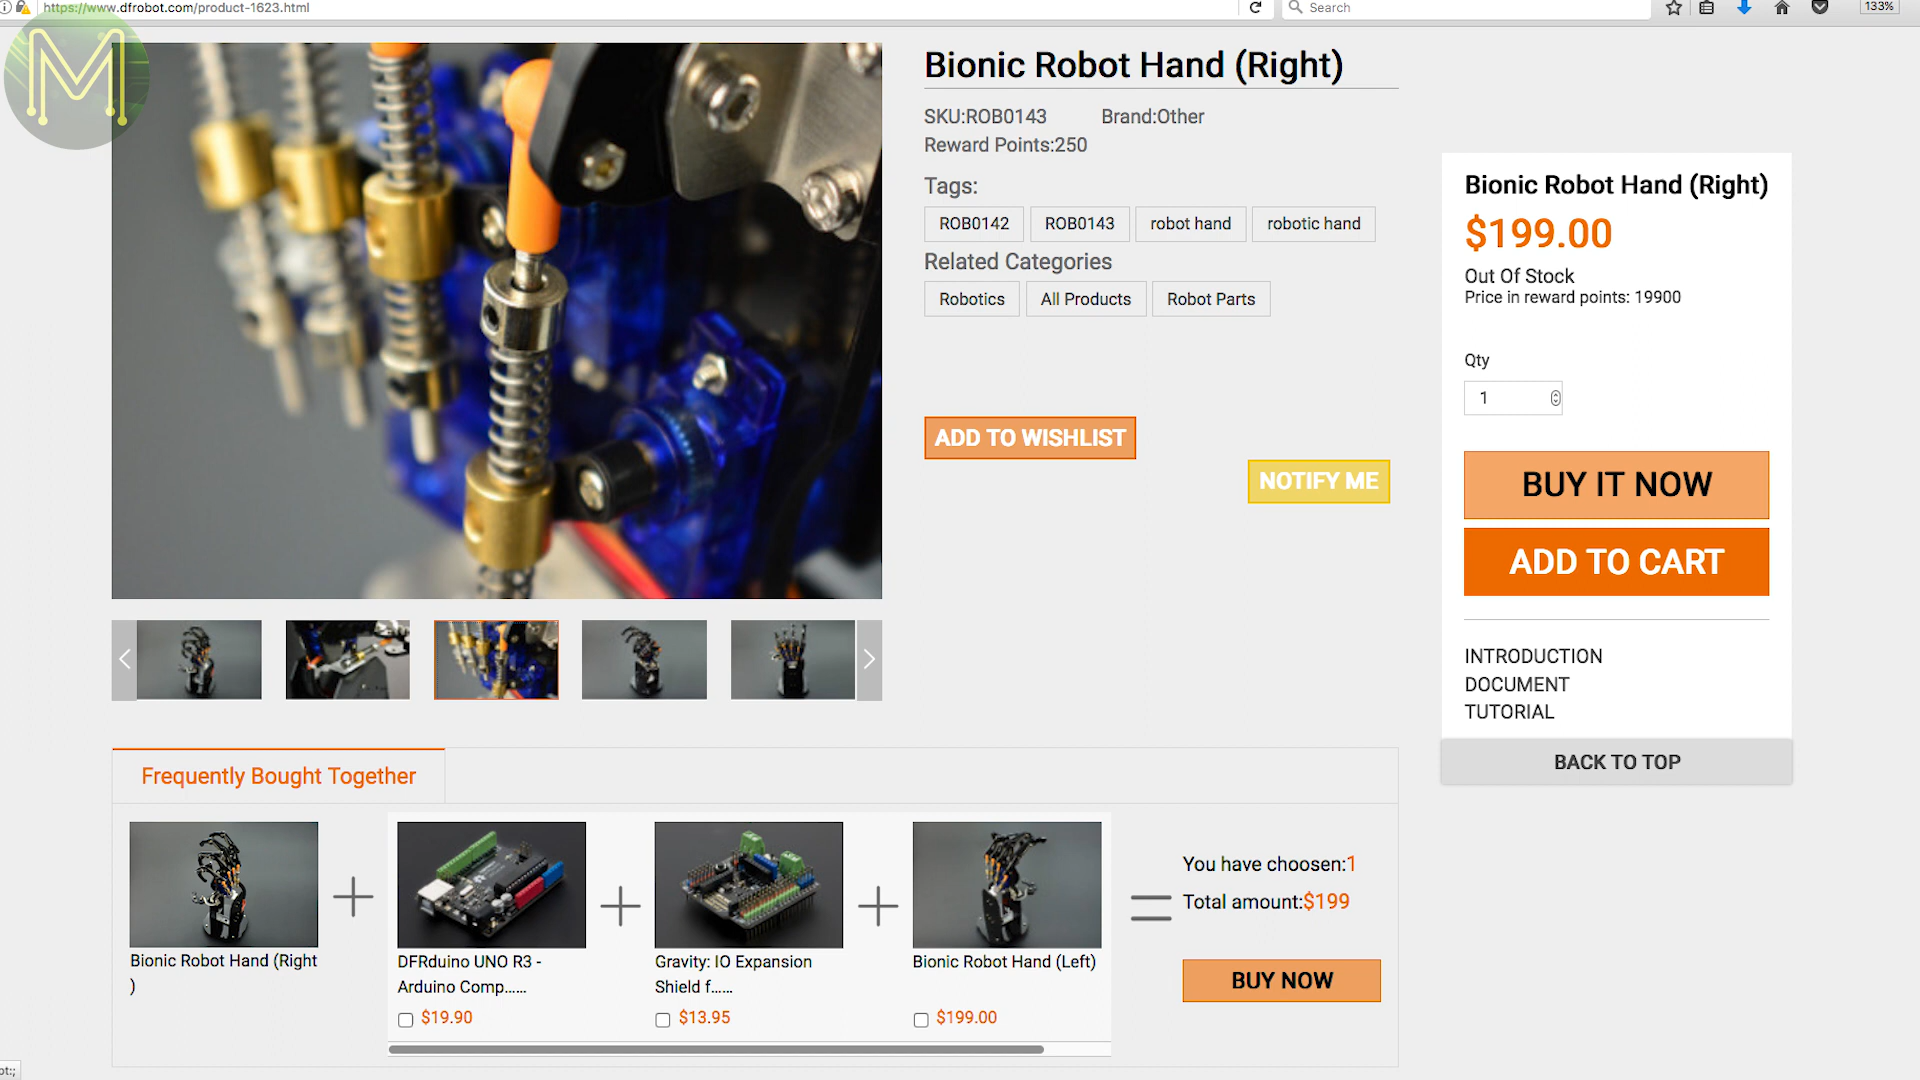 https://www.dfrobot.com/product-1623.html
Search
133%
M
Bionic Robot Hand (Right)
SKU:ROB0143 Brand:Other
Reward Points:250
Tags:
ROB0142 ROB0143 robot hand robotic hand
Related Categories
Robotics All Products Robot Parts
ADD TO WISHLIST
NOTIFY ME
Bionic Robot Hand (Right)
$199.00
Out Of Stock
Price in reward points: 19900
Qty
1
BUY IT NOW
ADD TO CART
INTRODUCTION
DOCUMENT
TUTORIAL
BACK TO TOP
Frequently Bought Together
Bionic Robot Hand (Right
)
DFRduino UNO R3 -
Arduino Comp......
$19.90
Gravity: IO Expansion
Shield f......
$13.95
Bionic Robot Hand (Left)
$199.00
You have choosen:1
Total amount:$199
BUY NOW
ot:;